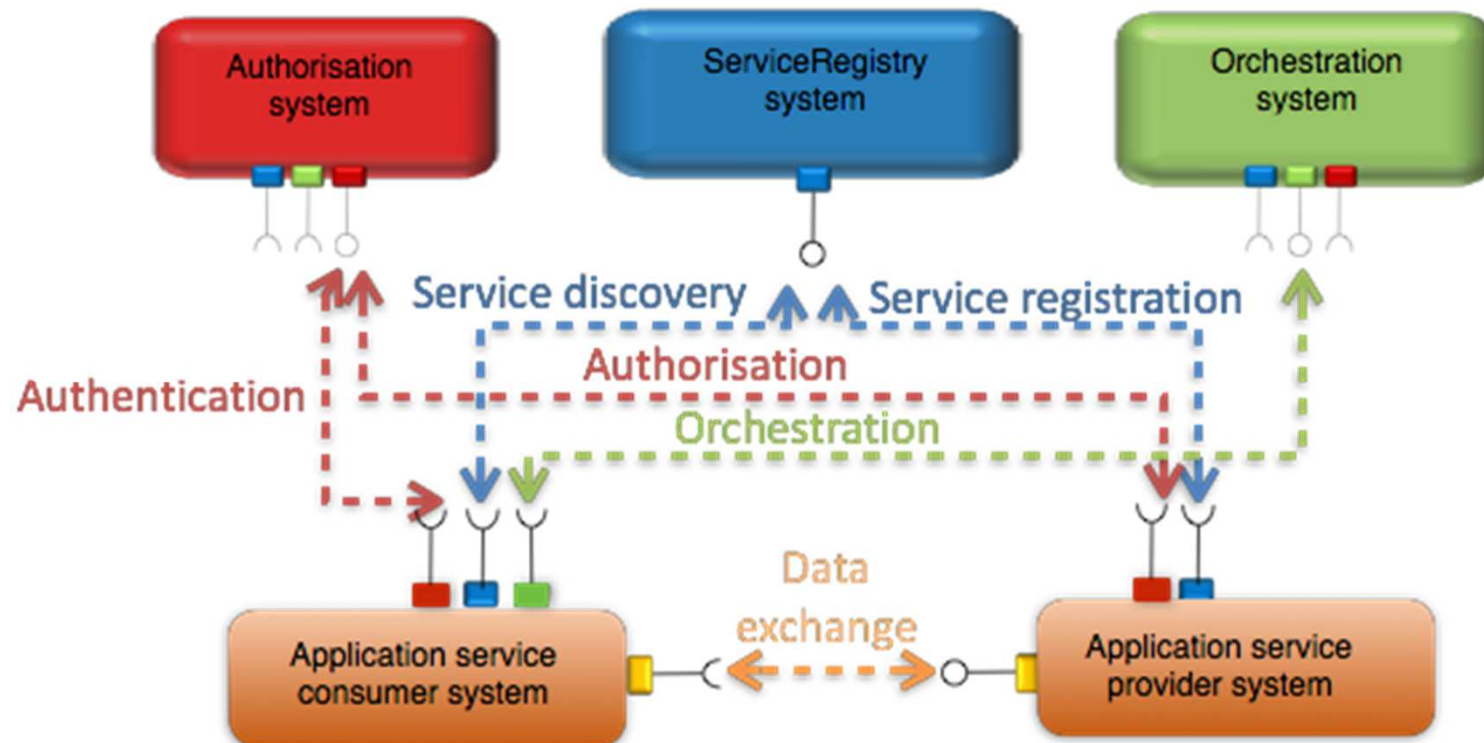 Authorisation
system
ServiceRegistry
system
Orchestration
system
Service discovery
Service registration
Authorisation
Authentication
Orchestration
Data
exchange
Application service
consumer system
Application service
provider system